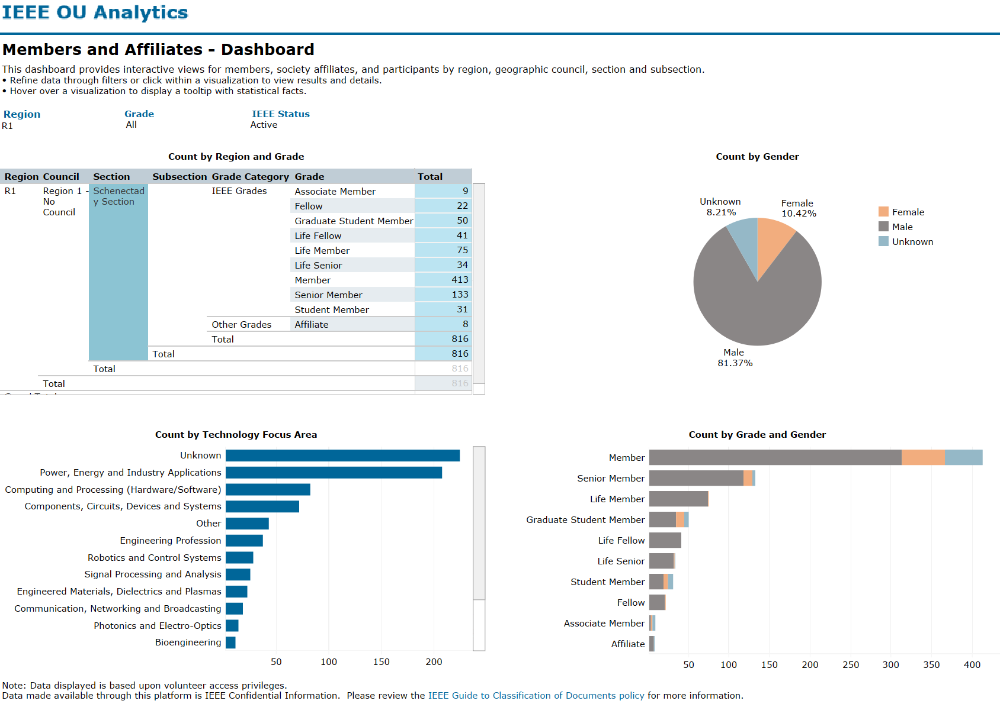 IEEE OU Analytics
Members and Affiliates - Dashboard
This dashboard provides interactive views for members, society affiliates, and participants by region, geographic council, section and subsection.
• Refine data through filters or click within a visualization to view results and details.
• Hover over a visualization to display a tooltip with statistical facts.
Region Grade IEEE Status
R1 All Active
Count by Region and Grade
Region Council Section Subsection Grade Category Grade Total
R1 Region 1 - Schenectad IEEE Grades Associate Member 9
No y Section
Council
Fellow 22
Graduate Student Member 50
Life Fellow 41
Life Member 75
Life Senior 34
Member 413
Senior Member 133
Student Member 31
Other Grades Affiliate 8
Total 816
Total 816
Total 816
Total 816
Count by Gender
Unknown
8.21%
Female
10.42%
Male
81.37%
Female
Male
Unknown
Count by Technology Focus Area
Unknown
Power, Energy and Industry Applications
Computing and Processing (Hardware/Software)
Components, Circuits, Devices and Systems
Other
Engineering Profession
Robotics and Control Systems
Signal Processing and Analysis
Engineered Materials, Dielectrics and Plasmas
Communication, Networking and Broadcasting
Photonics and Electro-Optics
Bioengineering
50 100 150 200
Count by Grade and Gender
Member
Senior Member
Life Member
Graduate Student Member
Life Fellow
Life Senior
Student Member
Fellow
Associate Member
Affiliate
50 100 150 200 250 300 350 400
Note: Data displayed is based upon volunteer access privileges.
Data made available through this platform is IEEE Confidential Information. Please review the IEEE Guide to Classification of Documents policy for more information.